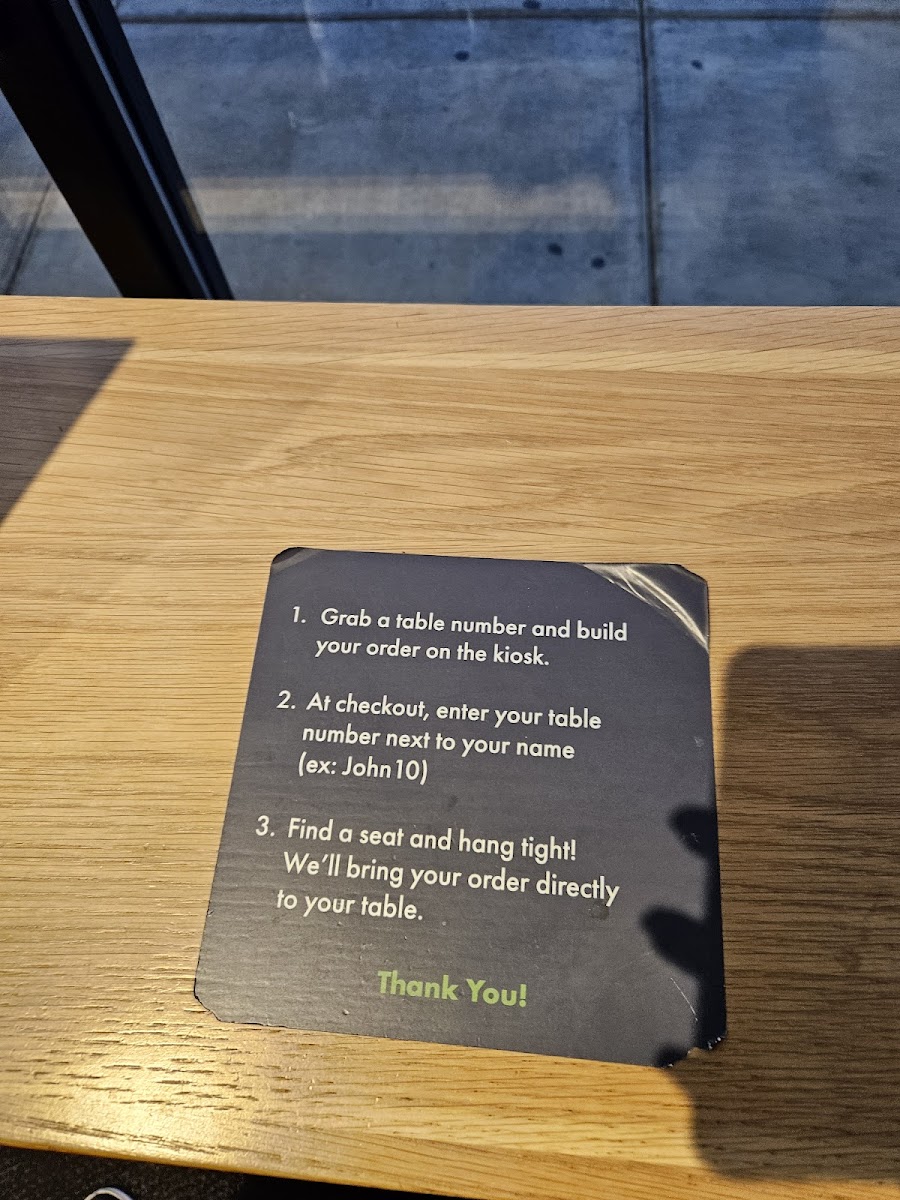 1. Grab a table number and build
your order on the kiosk.
2. At checkout, enter your table
number next to your name
(ex: John10)
3. Find a seat and hang tight!
We'll bring your order directly
to your table.
Thank You!